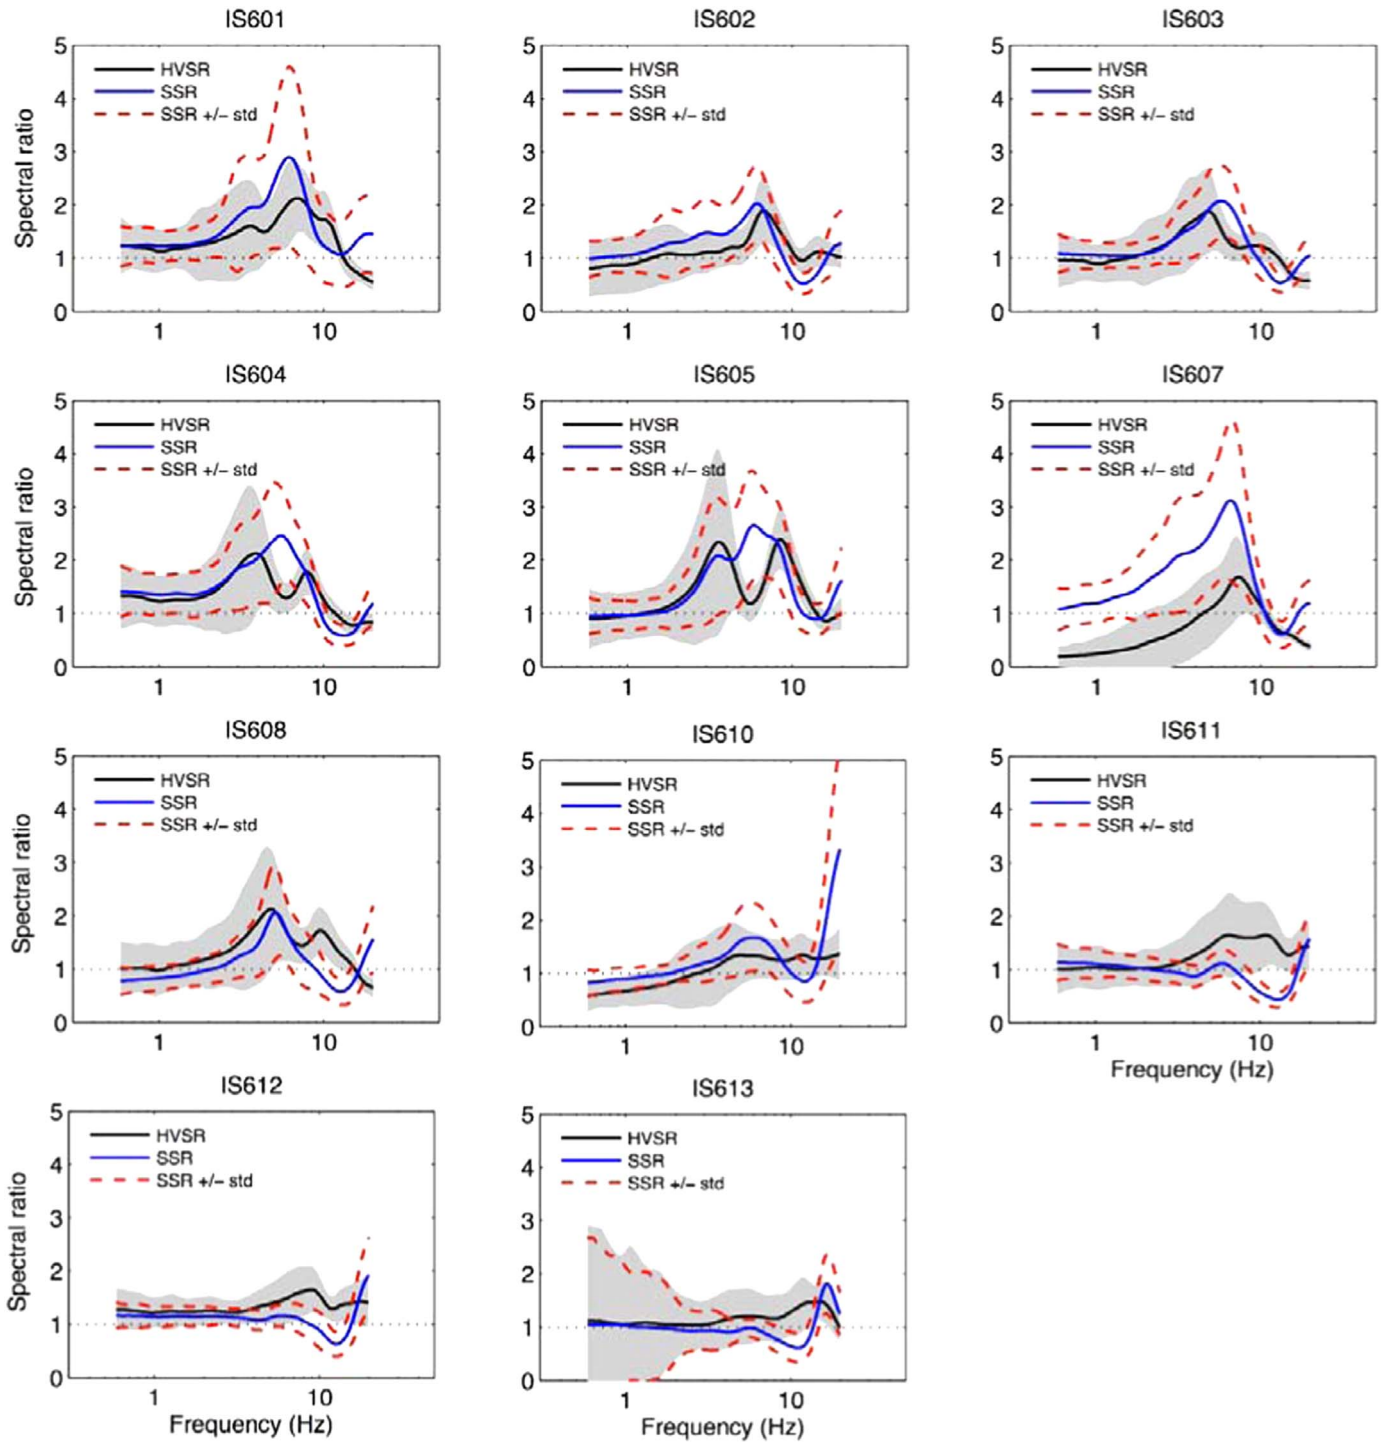 IS601
5
4
3
2
1
0
Spectral ratio
HVSR
SSR
SSR +/− std
1
10
IS602
5
4
3
2
1
0
HVSR
SSR
SSR +/− std
1
10
IS603
5
4
3
2
1
0
HVSR
SSR
SSR +/− std
1
10
IS604
5
4
3
2
1
0
Spectral ratio
HVSR
SSR
SSR +/− std
1
10
IS605
5
4
3
2
1
0
HVSR
SSR
SSR +/− std
1
10
IS607
5
4
3
2
1
0
HVSR
SSR
SSR +/− std
1
10
IS608
5
4
3
2
1
0
Spectral ratio
HVSR
SSR
SSR +/− std
1
10
IS610
5
4
3
2
1
0
HVSR
SSR
SSR +/− std
1
10
IS611
5
4
3
2
1
0
HVSR
SSR
SSR +/− std
1
10
Frequency (Hz)
IS612
5
4
3
2
1
0
Spectral ratio
HVSR
SSR
SSR +/− std
1
10
Frequency (Hz)
IS613
5
4
3
2
1
0
HVSR
SSR
SSR +/− std
1
10
Frequency (Hz)